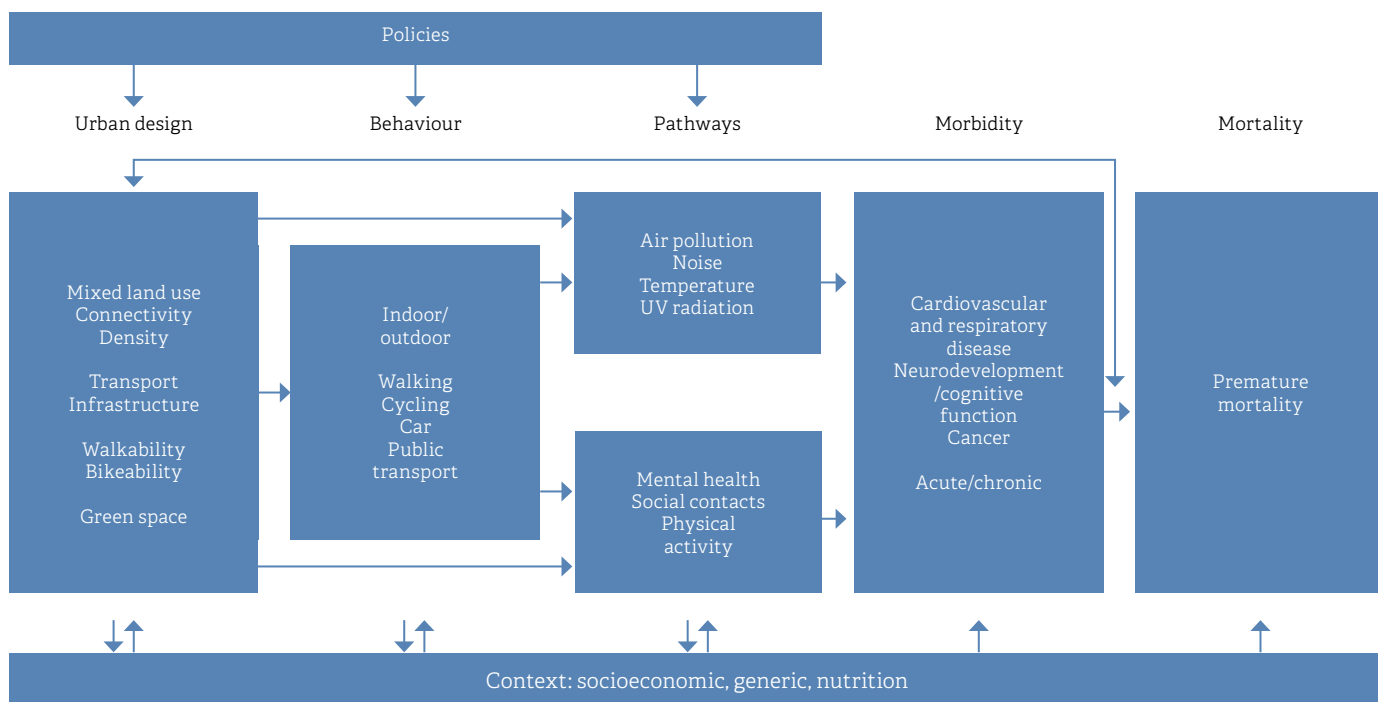 Policies
Urban design
Behaviour
Pathways
Morbidity
Mortality
Mixed land use
Connectivity
Density
Transport
Infrastructure
Walkability
Bikeability
Green space
Indoor/
outdoor
Walking
Cycling
Car
Public
transport
Air pollution
Noise
Temperature
UV radiation
Mental health
Social contacts
Physical
activity
Cardiovascular
and respiratory
disease
Neurodevelopment
/cognitive
function
Cancer
Acute/chronic
Premature
mortality
Context: socioeconomic, generic, nutrition